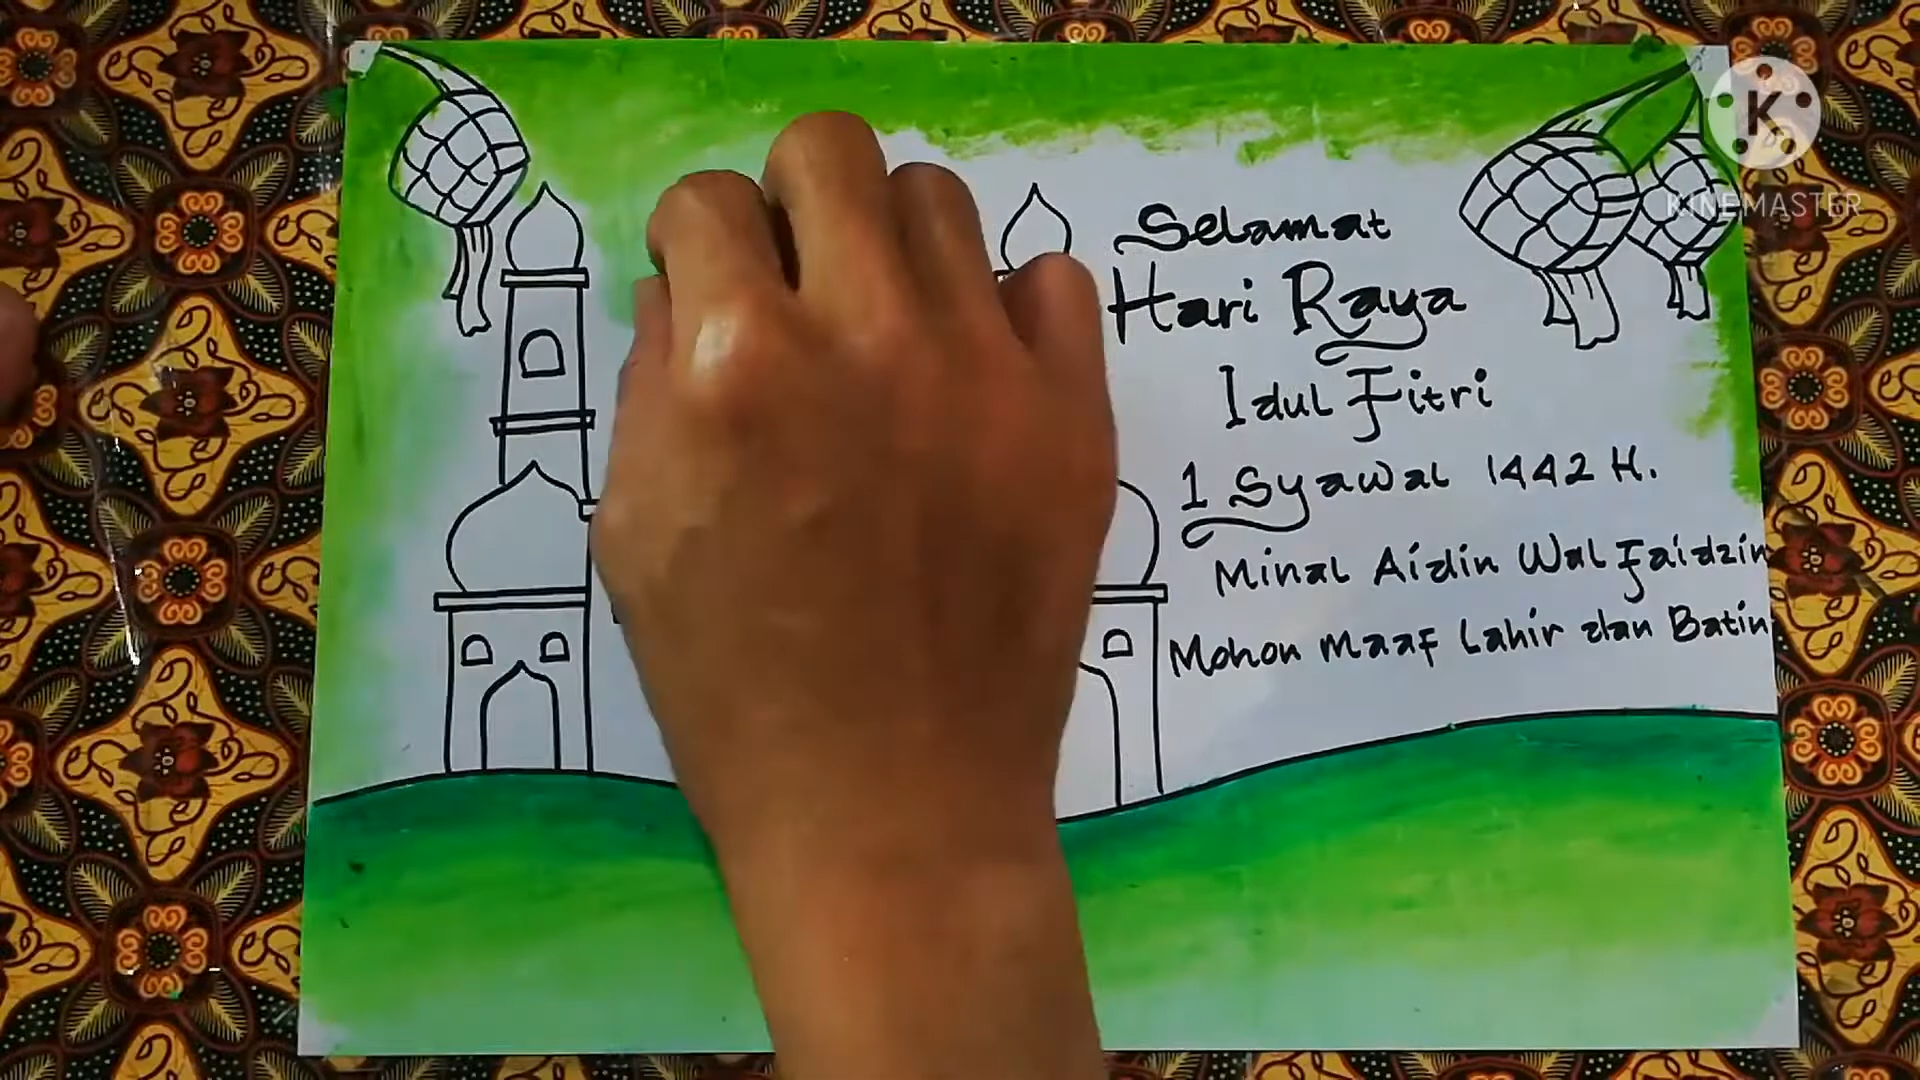 Selamat
Hari Raya
Idul Fitri
1 Syawal 1442 H.
Minal Aidin Wal Faidzin
Mohon Maaf Lahir dan Batin
K
KINEMASTER